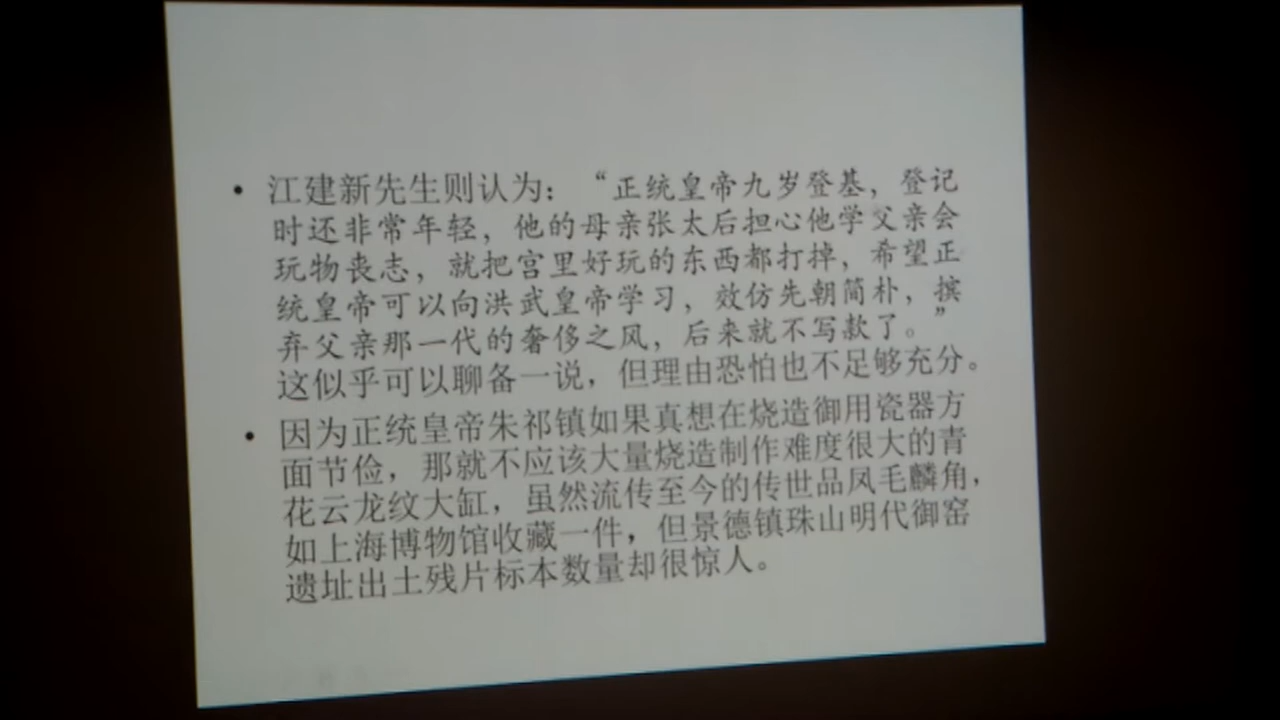 • 江建新先生则认为：“正统皇帝九岁登基，登记
时还非常年轻，他的母亲张太后担心他学父亲会
玩物丧志，就把宫里好玩的东西都打掉，希望正
统皇帝可以向洪武皇帝学习，效仿先朝简朴，摈
弃父亲那一代的奢侈之风，后来就不写款了。”
这似乎可以聊备一说，但理由恐怕也不足够充分。
• 因为正统皇帝朱祁镇如果真想在烧造御用瓷器方
面节俭，那就不应该大量烧造制作难度很大的青
花云龙纹大缸，虽然流传至今的传世品凤毛麟角，
如上海博物馆收藏一件，但景德镇珠山明代御窑
遗址出土残片标本数量却很惊人。